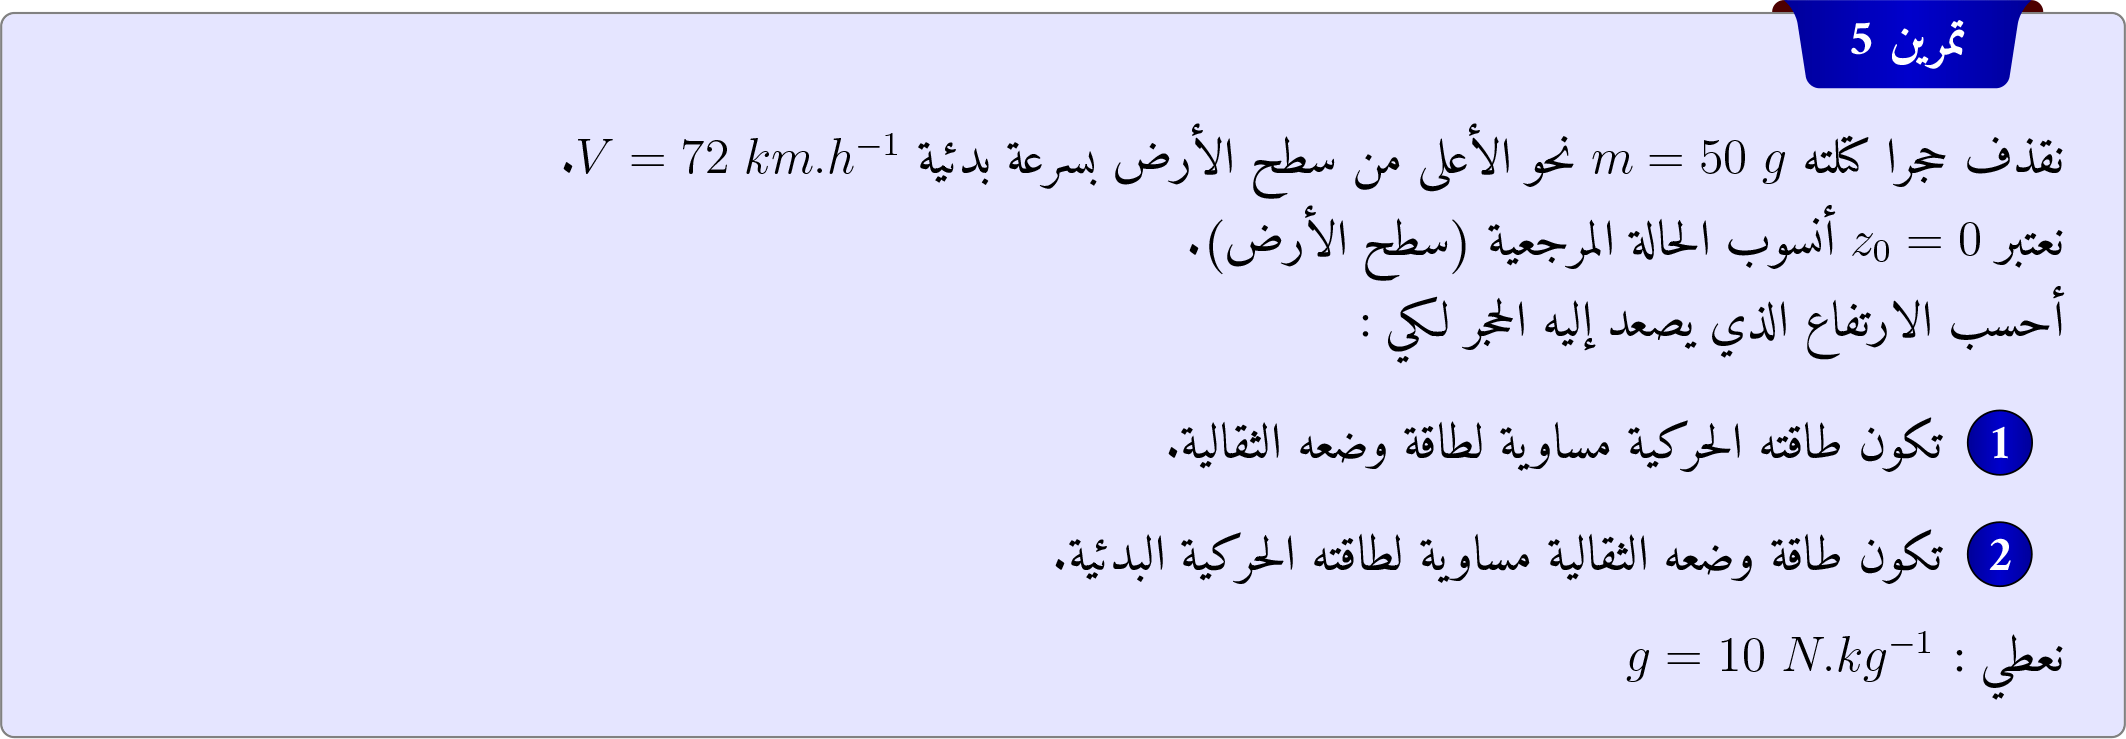 تمرين 5
نقذف حجرا كتلته m = 50 g نحو الأعلى من سطح الأرض بسرعة بدئية V = 72 km.h⁻¹.
نعتبر z₀ = 0 أنسوب الحالة المرجعية (سطح الأرض).
أحسب الارتفاع الذي يصعد إليه الحجر لكي :
1 تكون طاقته الحركية مساوية لطاقة وضعه الثقالية.
2 تكون طاقة وضعه الثقالية مساوية لطاقته الحركية البدئية.
نعطي : g = 10 N.kg⁻¹